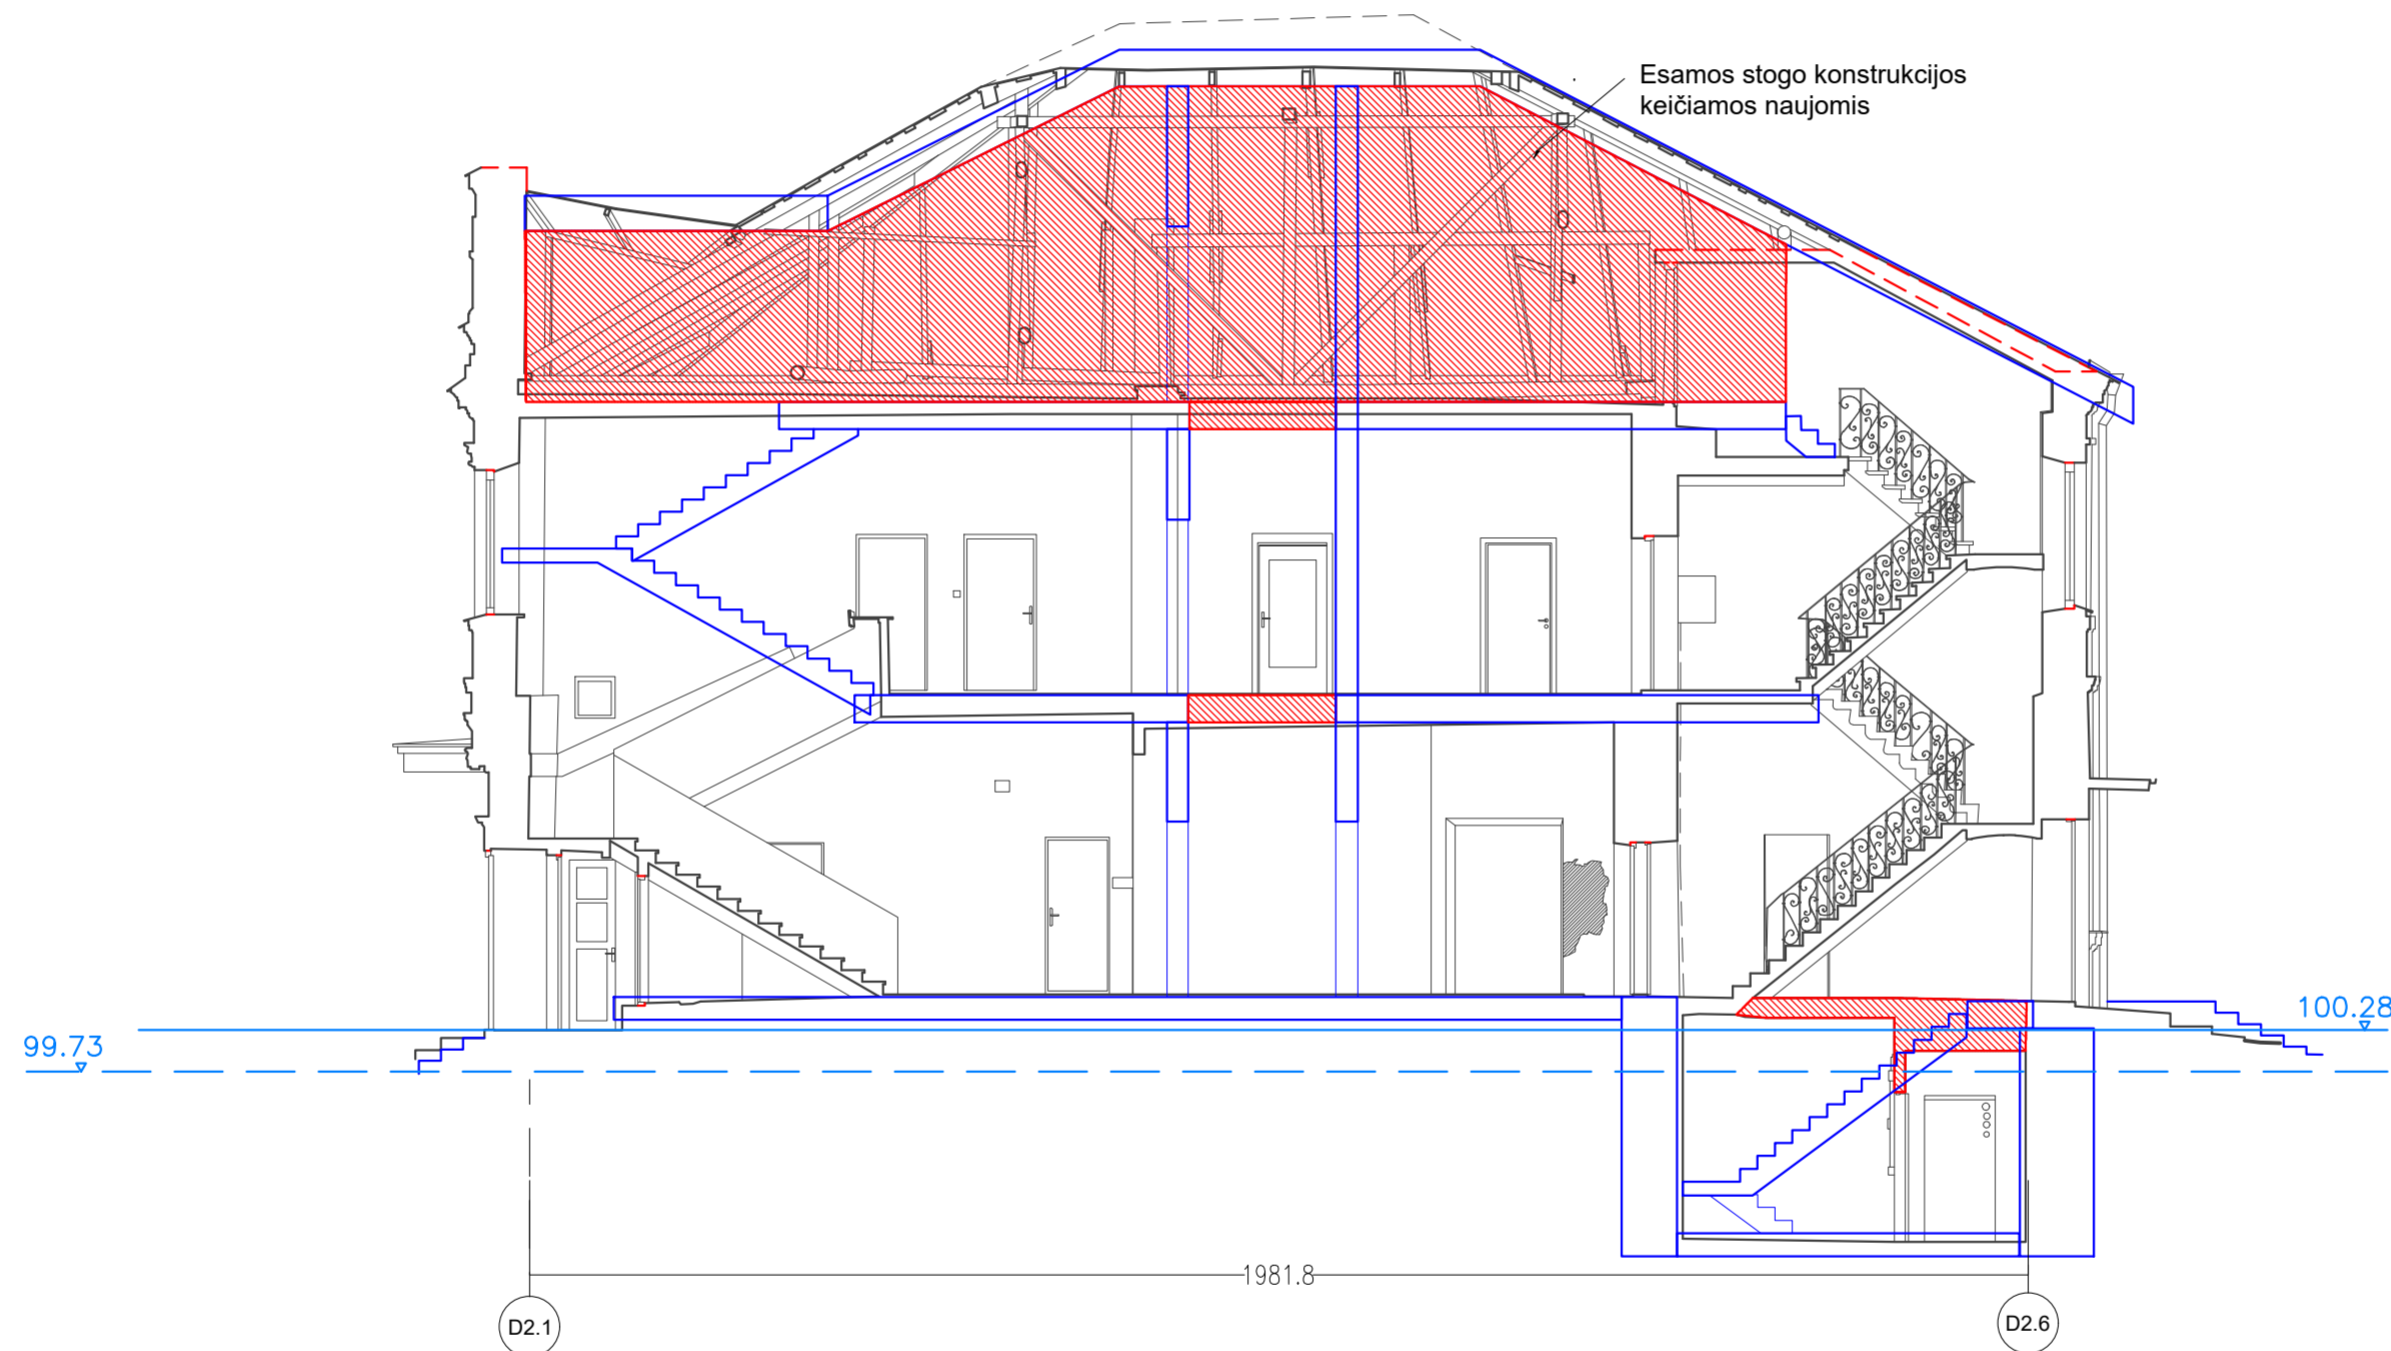 Esamos stogo konstrukcijos
keičiamos naujomis
100.28
99.73
1981.8
D2.1
D2.6